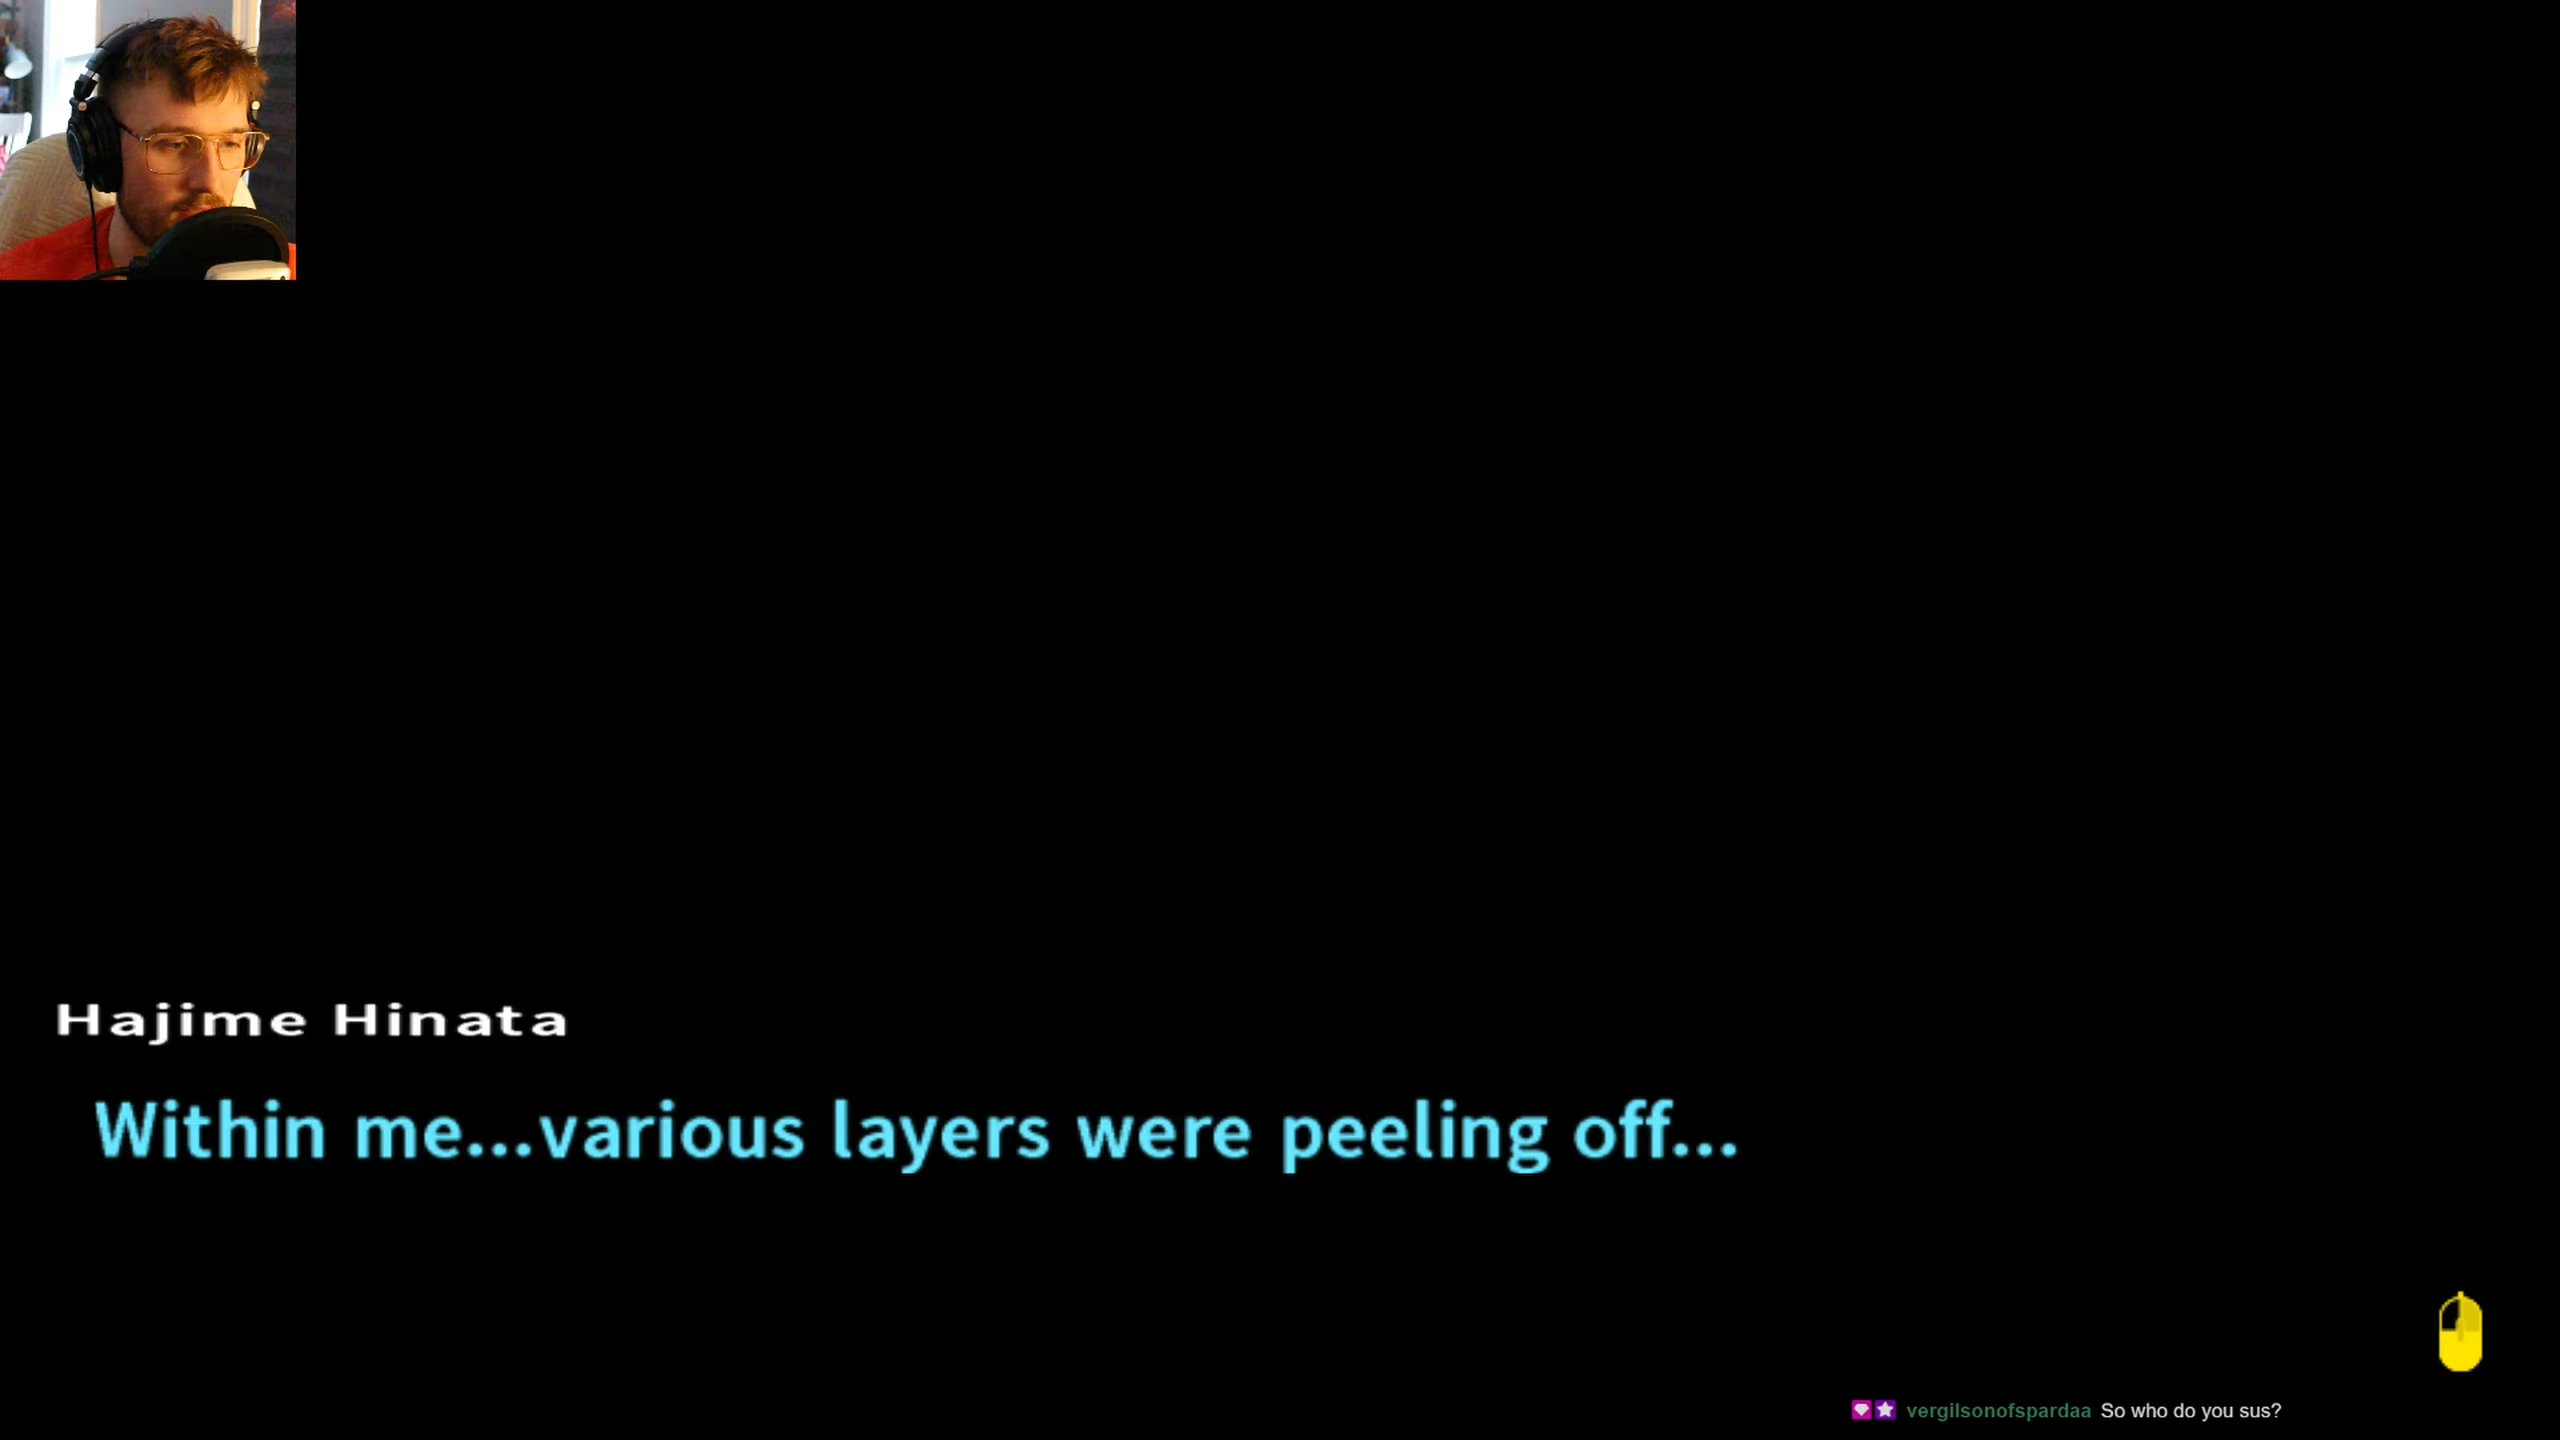 Hajime Hinata
Within me...various layers were peeling off...
vergilsonofspardaa So who do you sus?